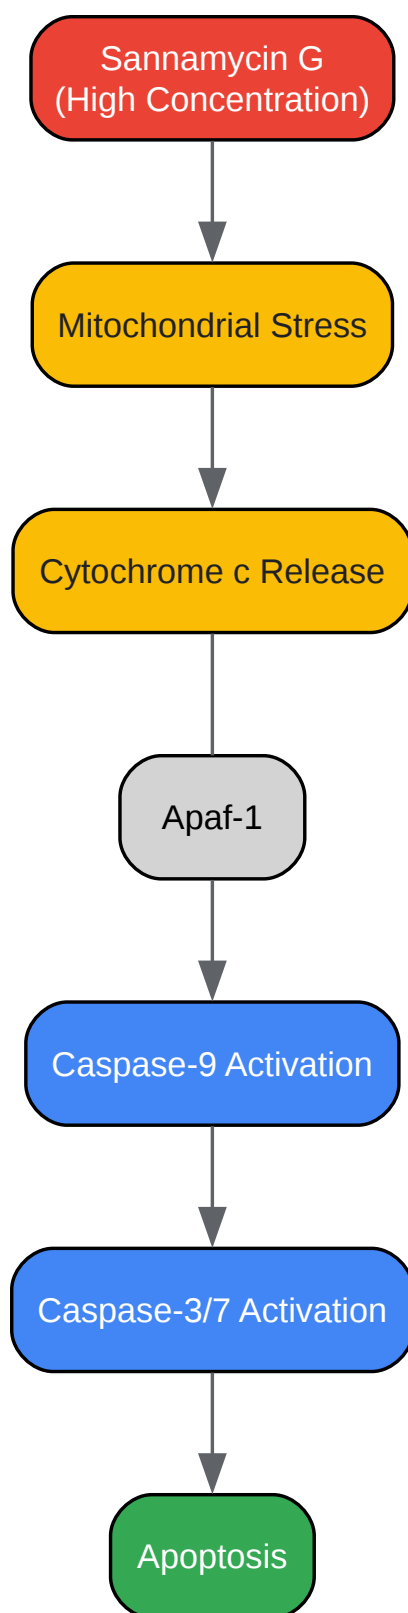 Sannamycin G
(High Concentration)
Mitochondrial Stress
Cytochrome c Release
Apaf-1
Caspase-9 Activation
Caspase-3/7 Activation
Apoptosis